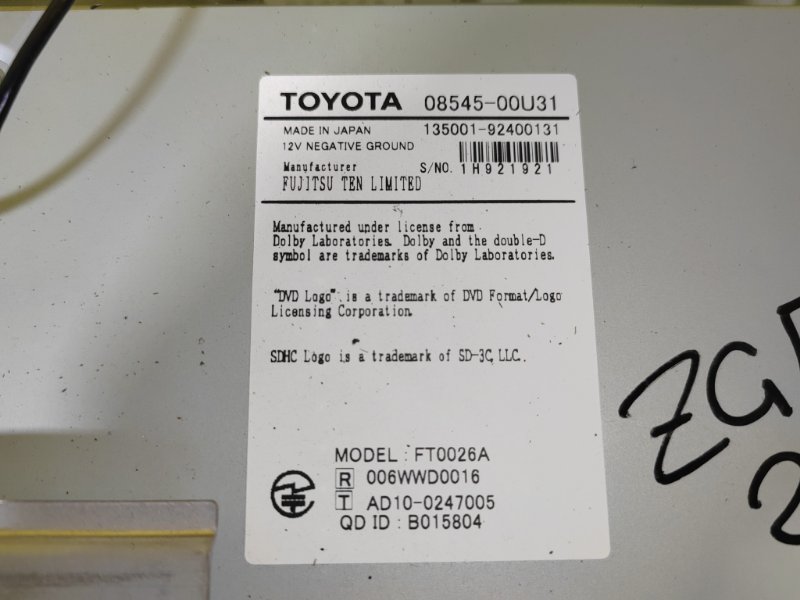 TOYOTA 08545-00U31
MADE IN JAPAN 135001-92400131
12V NEGATIVE GROUND
Manufacturer S/NO. 1H921921
FUJITSU TEN LIMITED
Manufactured under license from
Dolby Laboratories. Dolby and the double-D
symbol are trademarks of Dolby Laboratories.
"DVD Logo" is a trademark of DVD Format/Logo
Licensing Corporation.
SDHC Logo is a trademark of SD-3C, LLC.
MODEL : FT0026A
R 006WWD0016
T AD10-0247005
QD ID : B015804
ZG
2